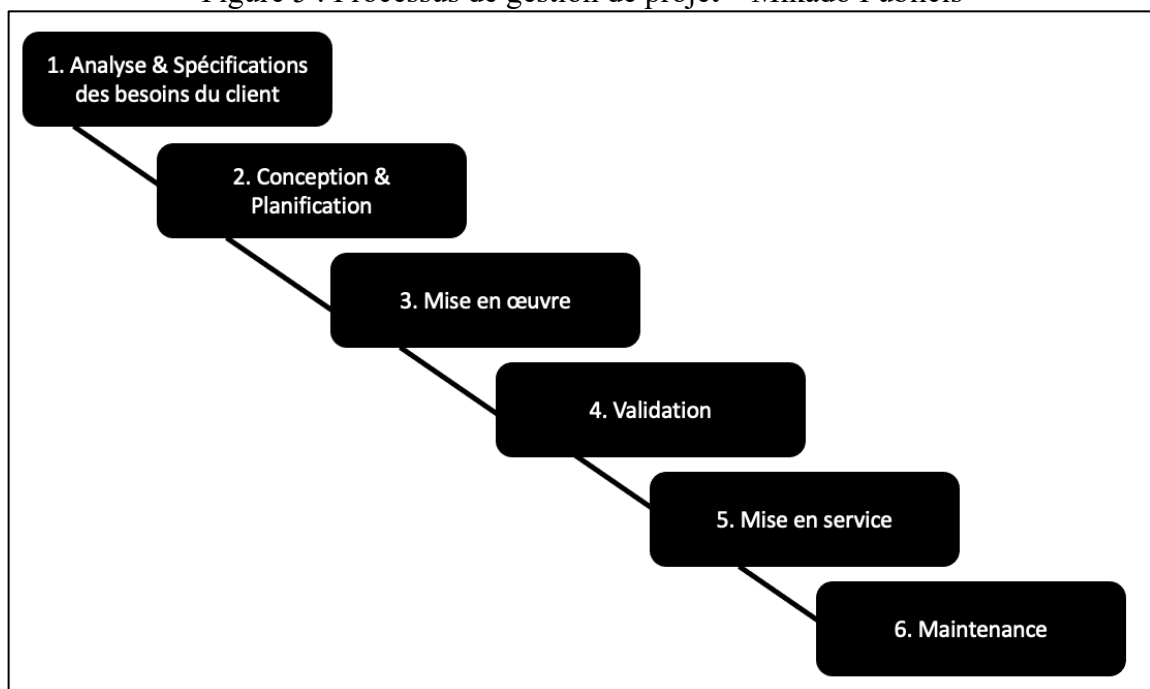 Figure 3 : Processus de gestion de projet – Mikado Publicis
1. Analyse & Spécifications
des besoins du client
2. Conception &
Planification
3. Mise en œuvre
4. Validation
5. Mise en service
6. Maintenance